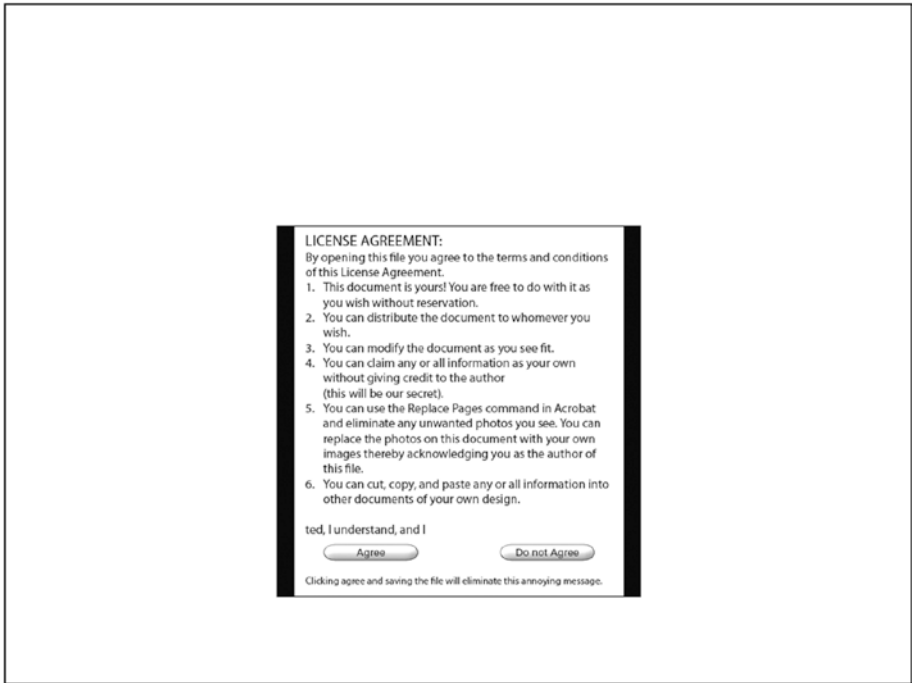 LICENSE AGREEMENT:
By opening this file you agree to the terms and conditions
of this License Agreement.
1. This document is yours! You are free to do with it as
you wish without reservation.
2. You can distribute the document to whomever you
wish.
3. You can modify the document as you see fit.
4. You can claim any or all information as your own
without giving credit to the author
(this will be our secret).
5. You can use the Replace Pages command in Acrobat
and eliminate any unwanted photos you see. You can
replace the photos on this document with your own
images thereby acknowledging you as the author of
this file.
6. You can cut, copy, and paste any or all information into
other documents of your own design.
ted, I understand, and I
Agree Do not Agree
Clicking agree and saving the file will eliminate this annoying message.